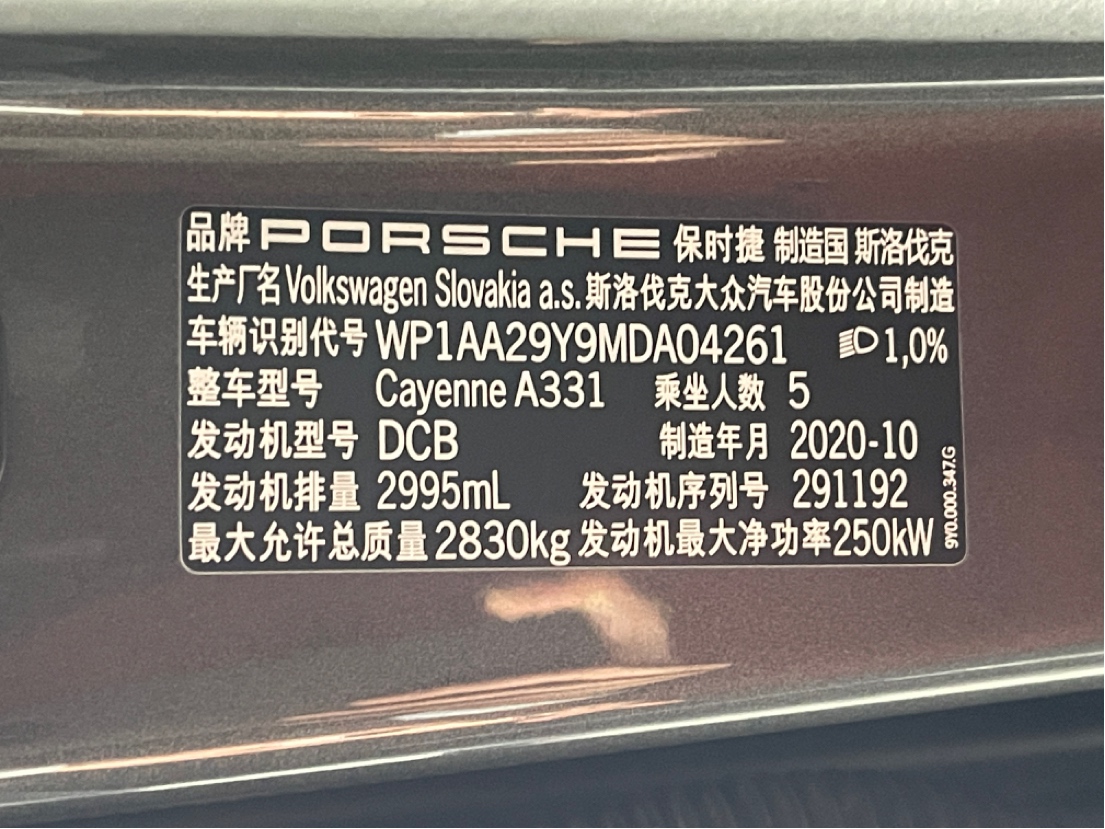 品牌 PORSCHE 保时捷 制造国 斯洛伐克
生产厂名 Volkswagen Slovakia a.s. 斯洛伐克大众汽车股份公司制造
车辆识别代号 WP1AA29Y9MDA04261 1,0%
整车型号 Cayenne A331 乘坐人数 5
发动机型号 DCB 制造年月 2020-10
发动机排量 2995mL 发动机序列号 291192
最大允许总质量 2830kg 发动机最大净功率 250kW
9Y0.000.347.G